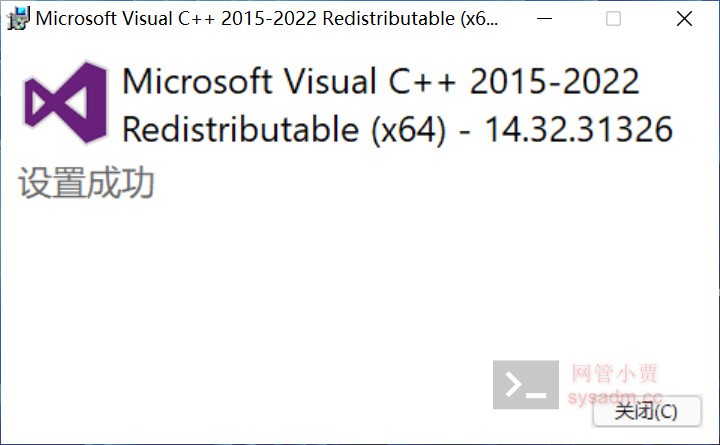 Microsoft Visual C++ 2015-2022 Redistributable (x6...
Microsoft Visual C++ 2015-2022
Redistributable (x64) - 14.32.31326
设置成功
网管小贾
sysadm.cc
关闭(C)